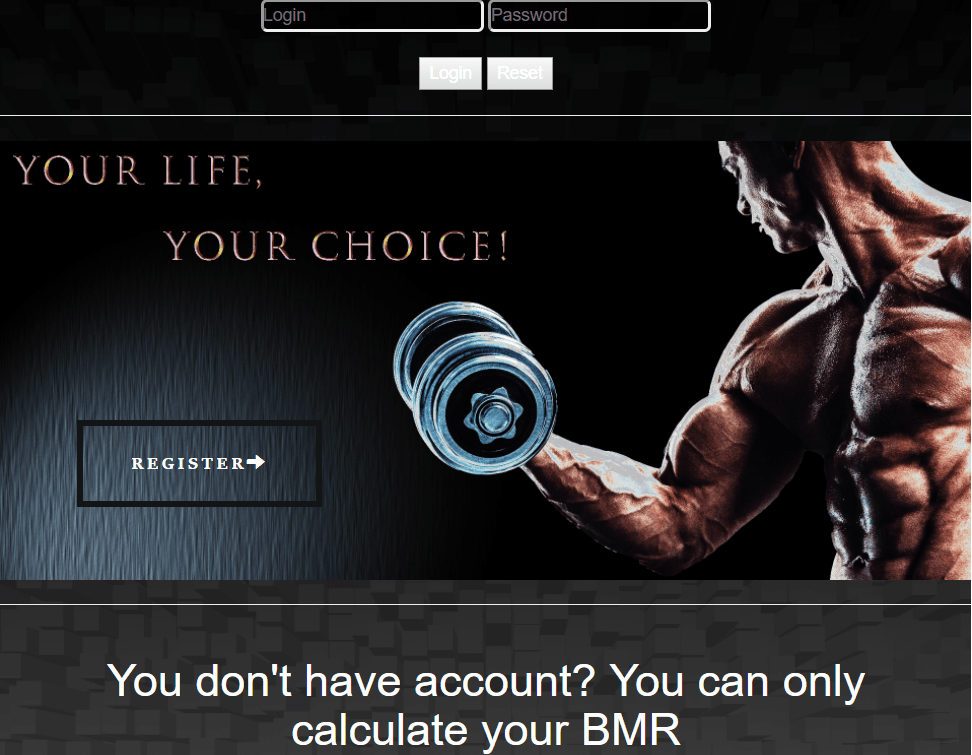 Login Password
Login Reset
YOUR LIFE,
YOUR CHOICE!
REGISTER
You don't have account? You can only
calculate your BMR